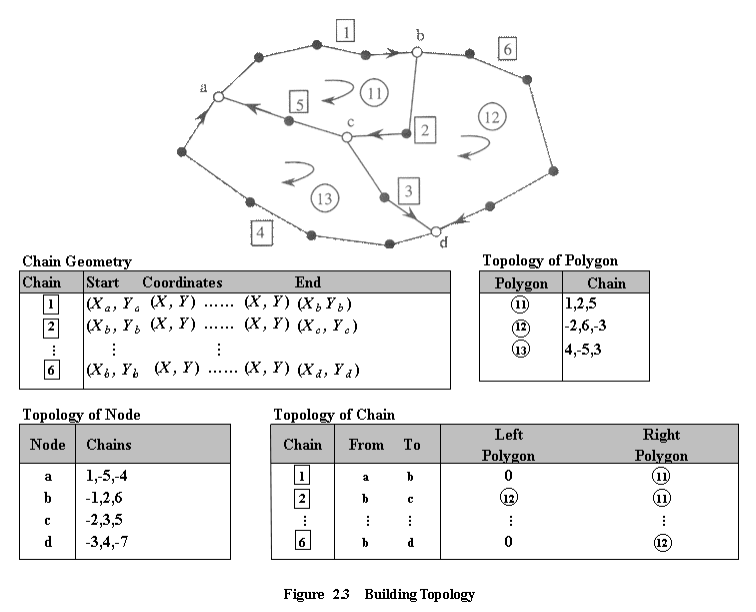 1
b
6
a
11
5
12
c
2
13
3
4
d
Chain Geometry
Chain Start Coordinates End
1 (Xa, Ya (X, Y) ...... (X, Y) (Xb Yb)
2 (Xb, Yb (X, Y) ...... (X, Y) (Xc, Yc)
⋮ ⋮ ⋮
6 (Xb, Yb (X, Y) ...... (X, Y) (Xd, Yd)
Topology of Polygon
Polygon Chain
11 1,2,5
12 -2,6,-3
13 4,-5,3
Topology of Node
Node Chains
a 1,-5,-4
b -1,2,6
c -2,3,5
d -3,4,-7
Topology of Chain
Chain From To Left Polygon Right Polygon
1 a b 0 11
2 b c 12 11
⋮ ⋮ ⋮ ⋮ ⋮
6 b d 0 12
Figure 2.3 Building Topology